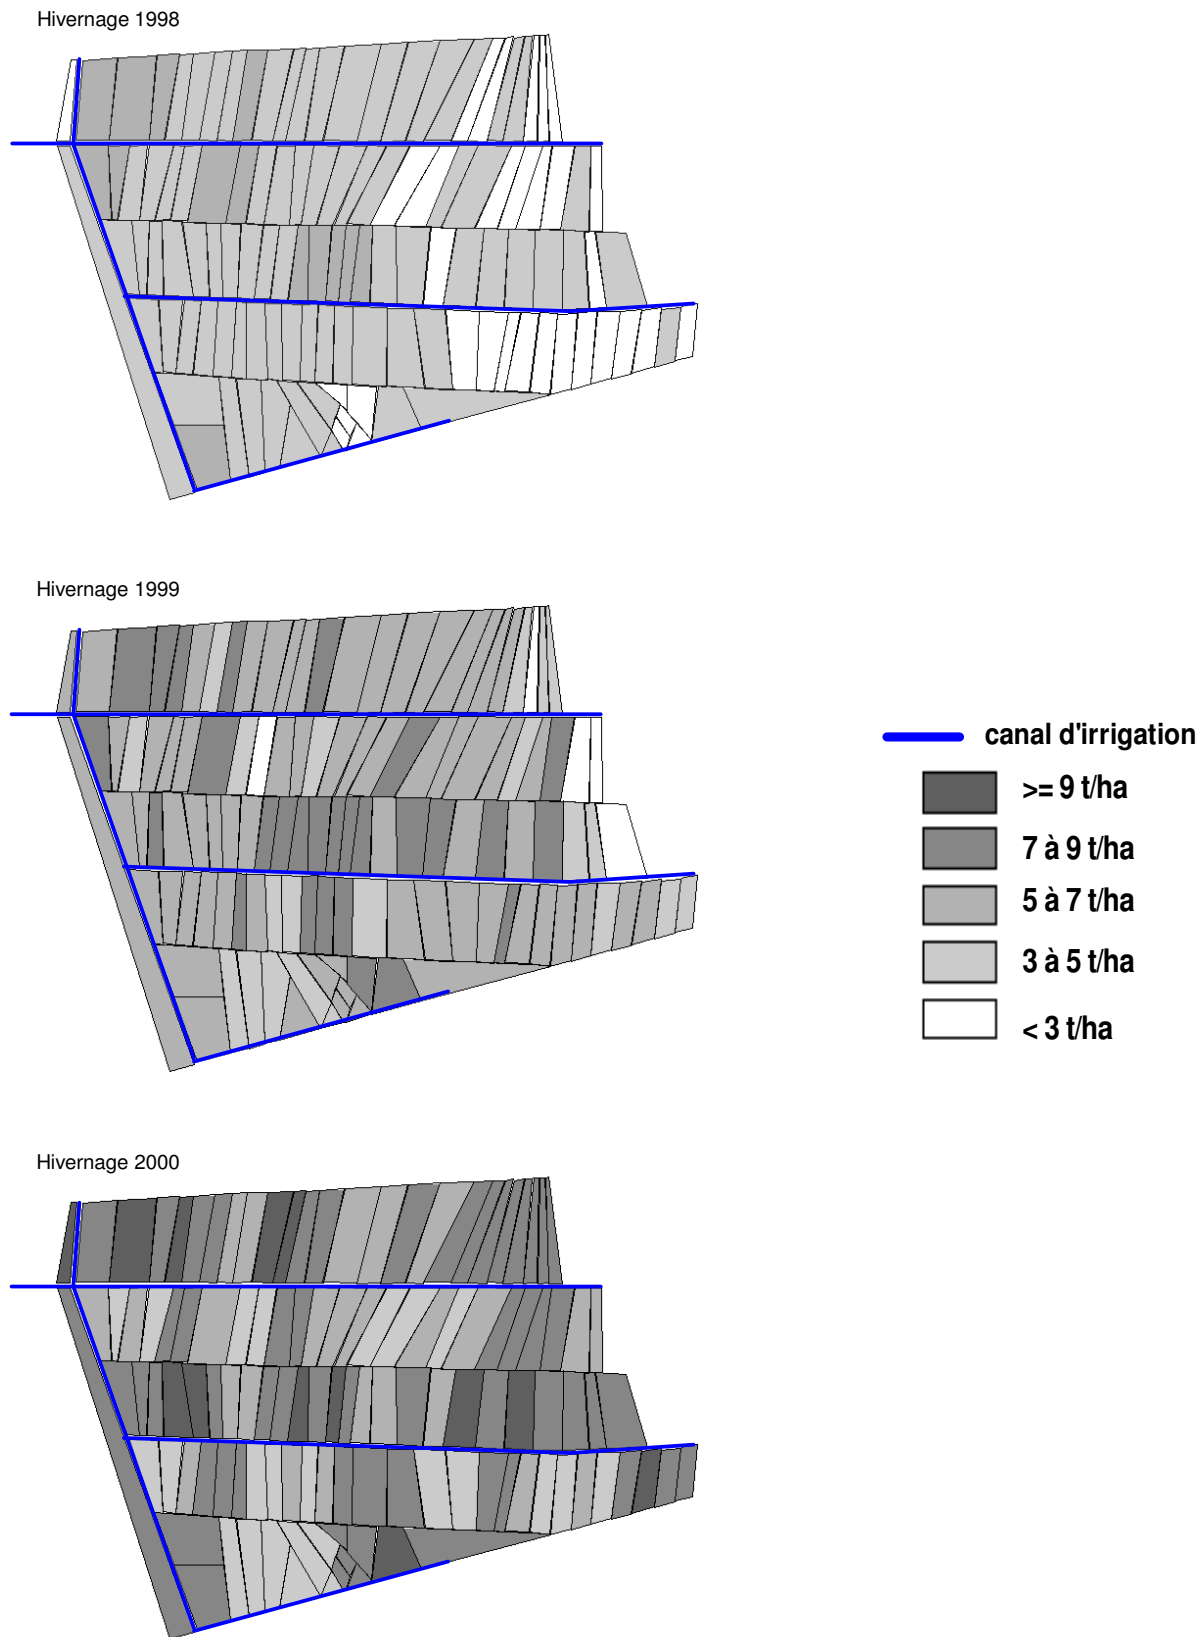 Hivernage 1998
Hivernage 1999
canal d'irrigation
>= 9 t/ha
7 à 9 t/ha
5 à 7 t/ha
3 à 5 t/ha
< 3 t/ha
Hivernage 2000